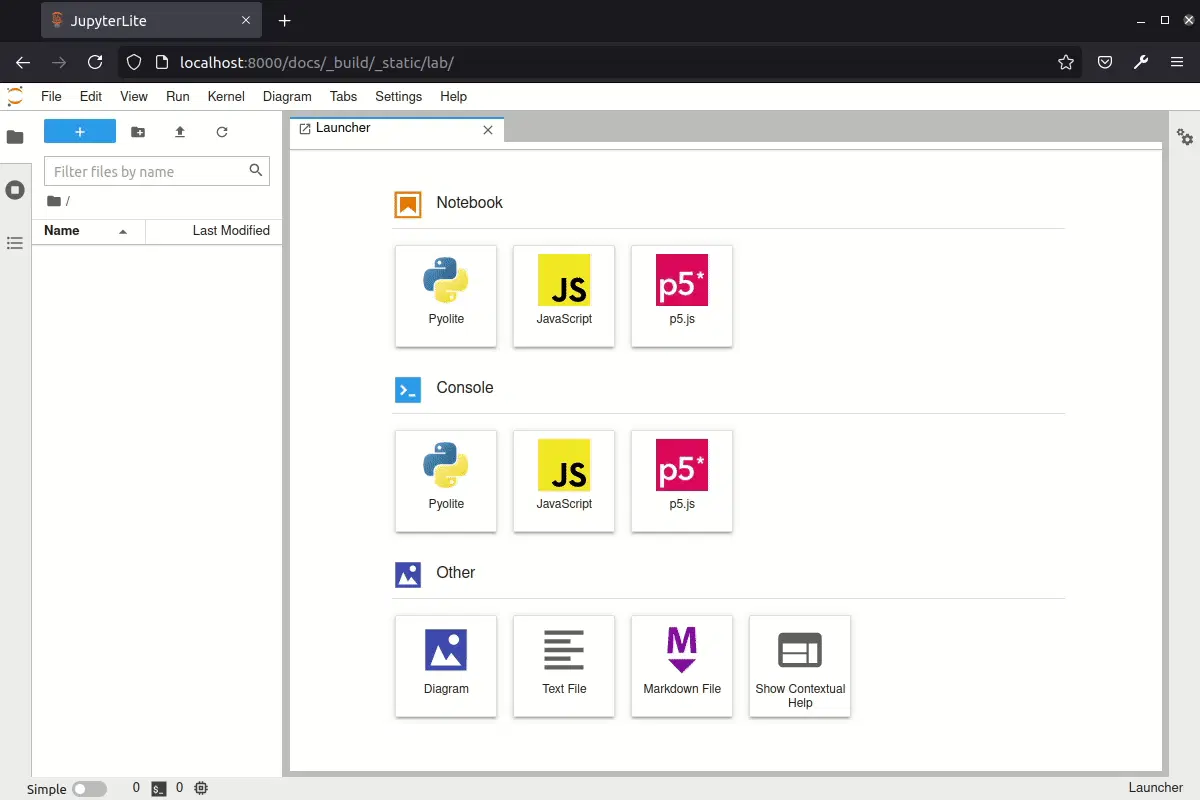 JupyterLite
localhost:8000/docs/_build/_static/lab/
File Edit View Run Kernel Diagram Tabs Settings Help
Launcher
Filter files by name
/
Name Last Modified
Notebook
JS p5*
Pyolite JavaScript p5.js
Console
JS p5*
Pyolite JavaScript p5.js
Other
M
Diagram Text File Markdown File Show Contextual
Help
Simple 0 $_ 0 Launcher